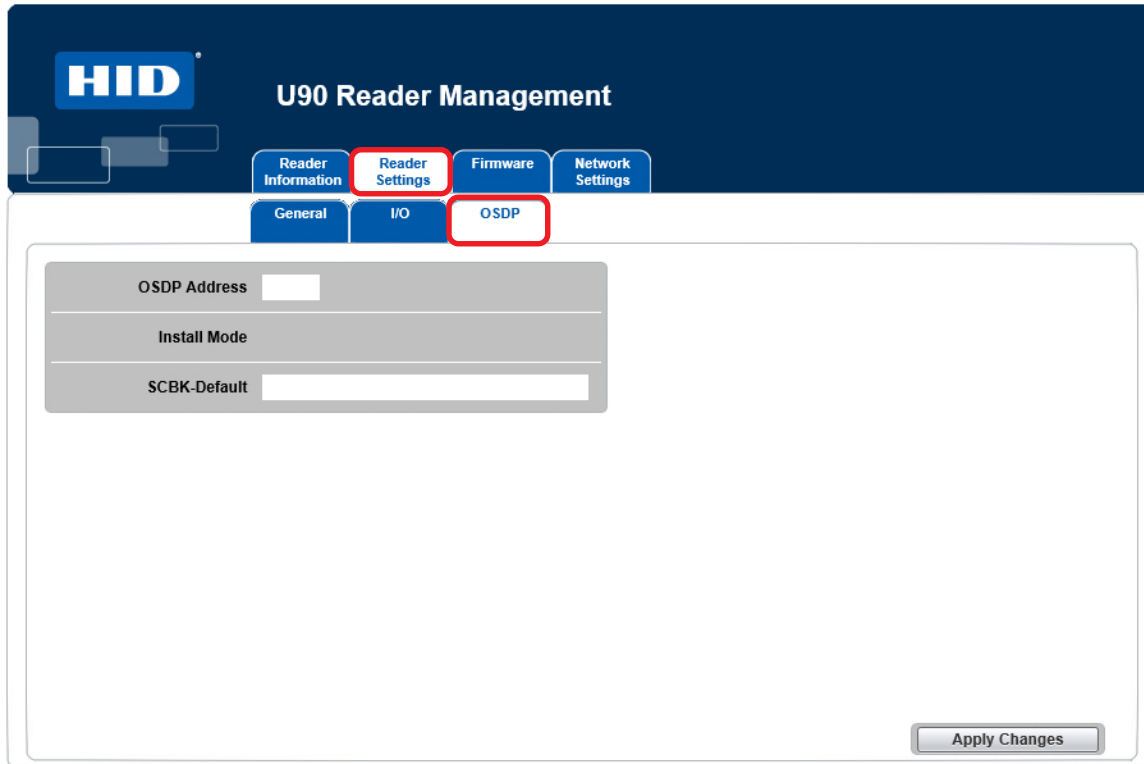 HID®
U90 Reader Management
Reader
Information
Reader
Settings
Firmware
Network
Settings
General
I/O
OSDP
OSDP Address
Install Mode
SCBK-Default
Apply Changes